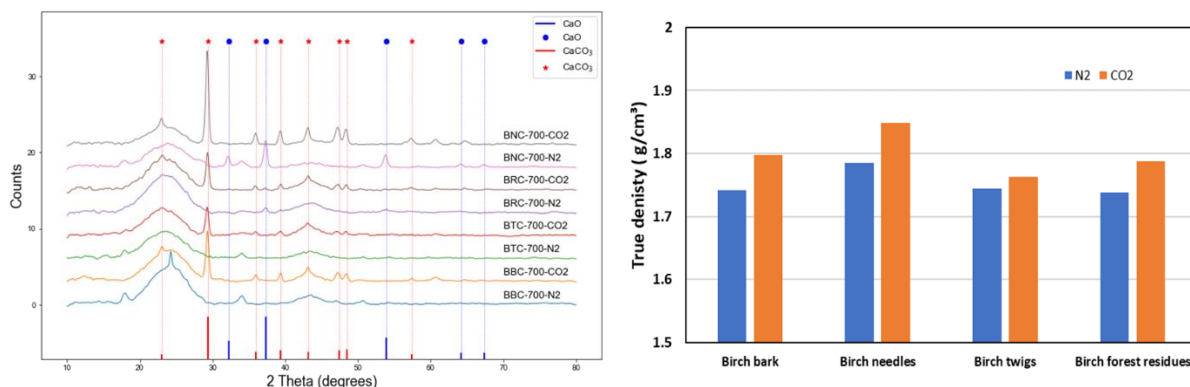 CaO
CaO
CaCO3
CaCO3
30
20
10
0
Counts
BNC-700-CO2
BNC-700-N2
BRC-700-CO2
BRC-700-N2
BTC-700-CO2
BTC-700-N2
BBC-700-CO2
BBC-700-N2
10 20 30 40 50 60 70 80
2 Theta (degrees)
2
1.9
1.8
1.7
1.6
1.5
True denisty ( g/cm³)
N2 CO2
Birch bark Birch needles Birch twigs Birch forest residues